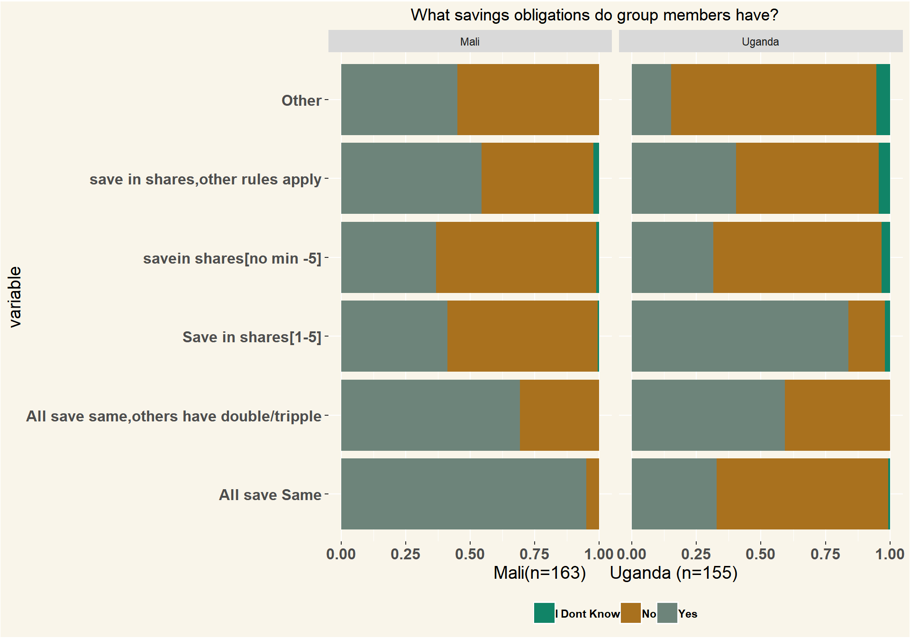 What savings obligations do group members have?
Mali Uganda
variable
Other
save in shares,other rules apply
savein shares[no min -5]
Save in shares[1-5]
All save same,others have double/tripple
All save Same
0.00 0.25 0.50 0.75 1.00 0.00 0.25 0.50 0.75 1.00
Mali(n=163) Uganda (n=155)
I Dont Know No Yes